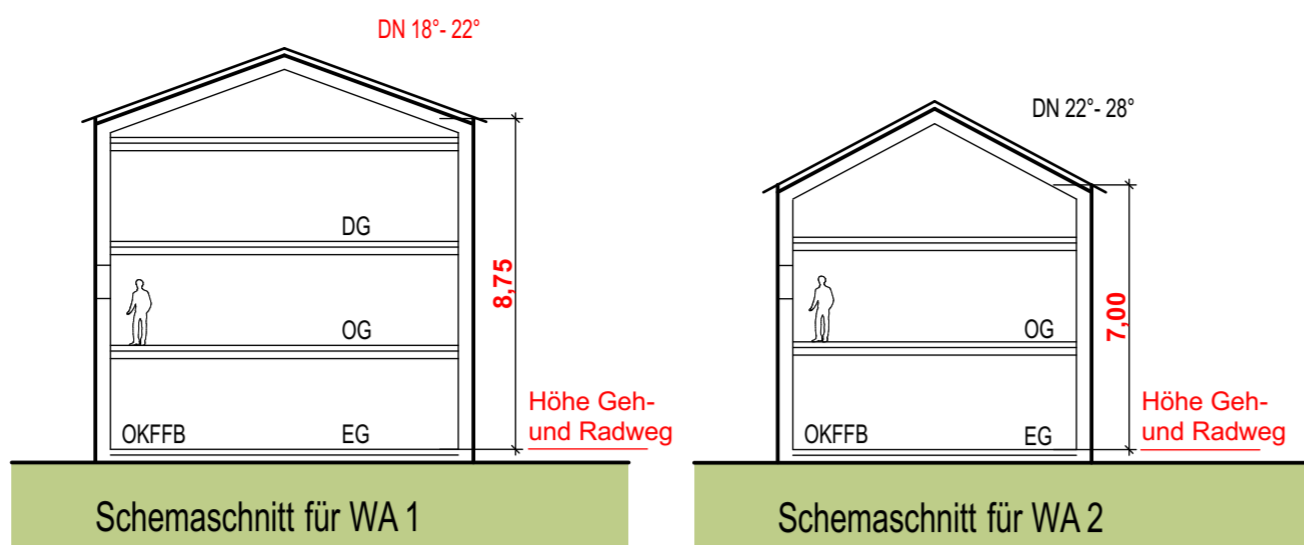 DN 18°- 22°
DG
8,75
OG
Höhe Geh-
und Radweg
OKFFB EG
Schemaschnitt für WA 1
DN 22°- 28°
OG
7,00
Höhe Geh-
und Radweg
OKFFB EG
Schemaschnitt für WA 2